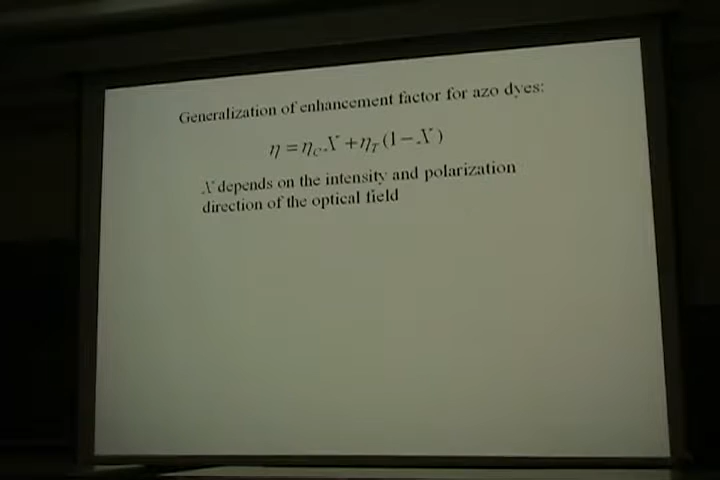 Generalization of enhancement factor for azo dyes:
η = η_C X + η_T (1 − X)
X depends on the intensity and polarization
direction of the optical field